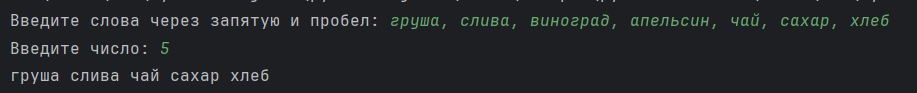 Введите слова через запятую и пробел: груша, слива, виноград, апельсин, чай, сахар, хлеб
Введите число: 5
груша слива чай сахар хлеб